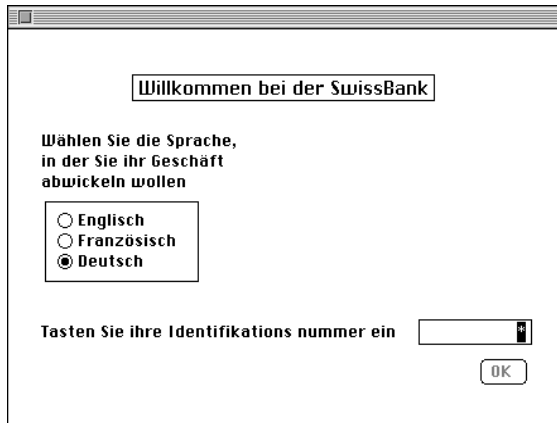 Willkommen bei der SwissBank
Wählen Sie die Sprache,
in der Sie ihr Geschäft
abwickeln wollen
Englisch
Französisch
Deutsch
Tasten Sie ihre Identifikations nummer ein
*
OK